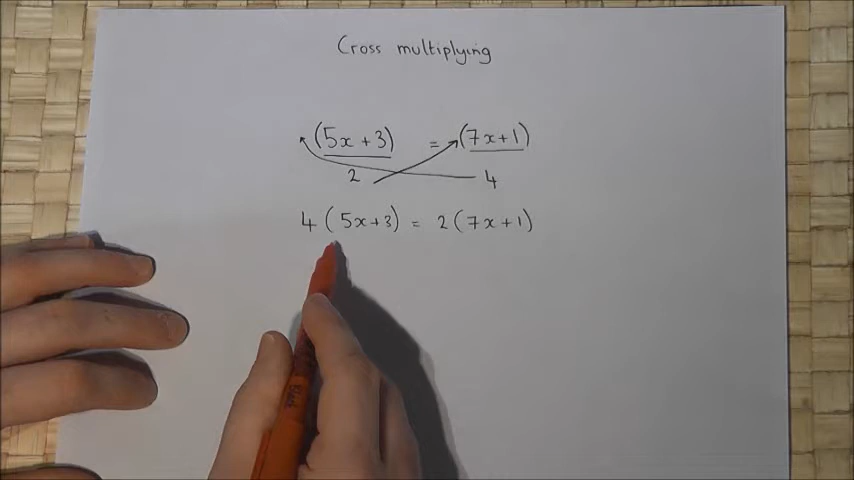 Cross multiplying
(5x+3) = (7x+1)
2 4
4(5x+3) = 2(7x+1)